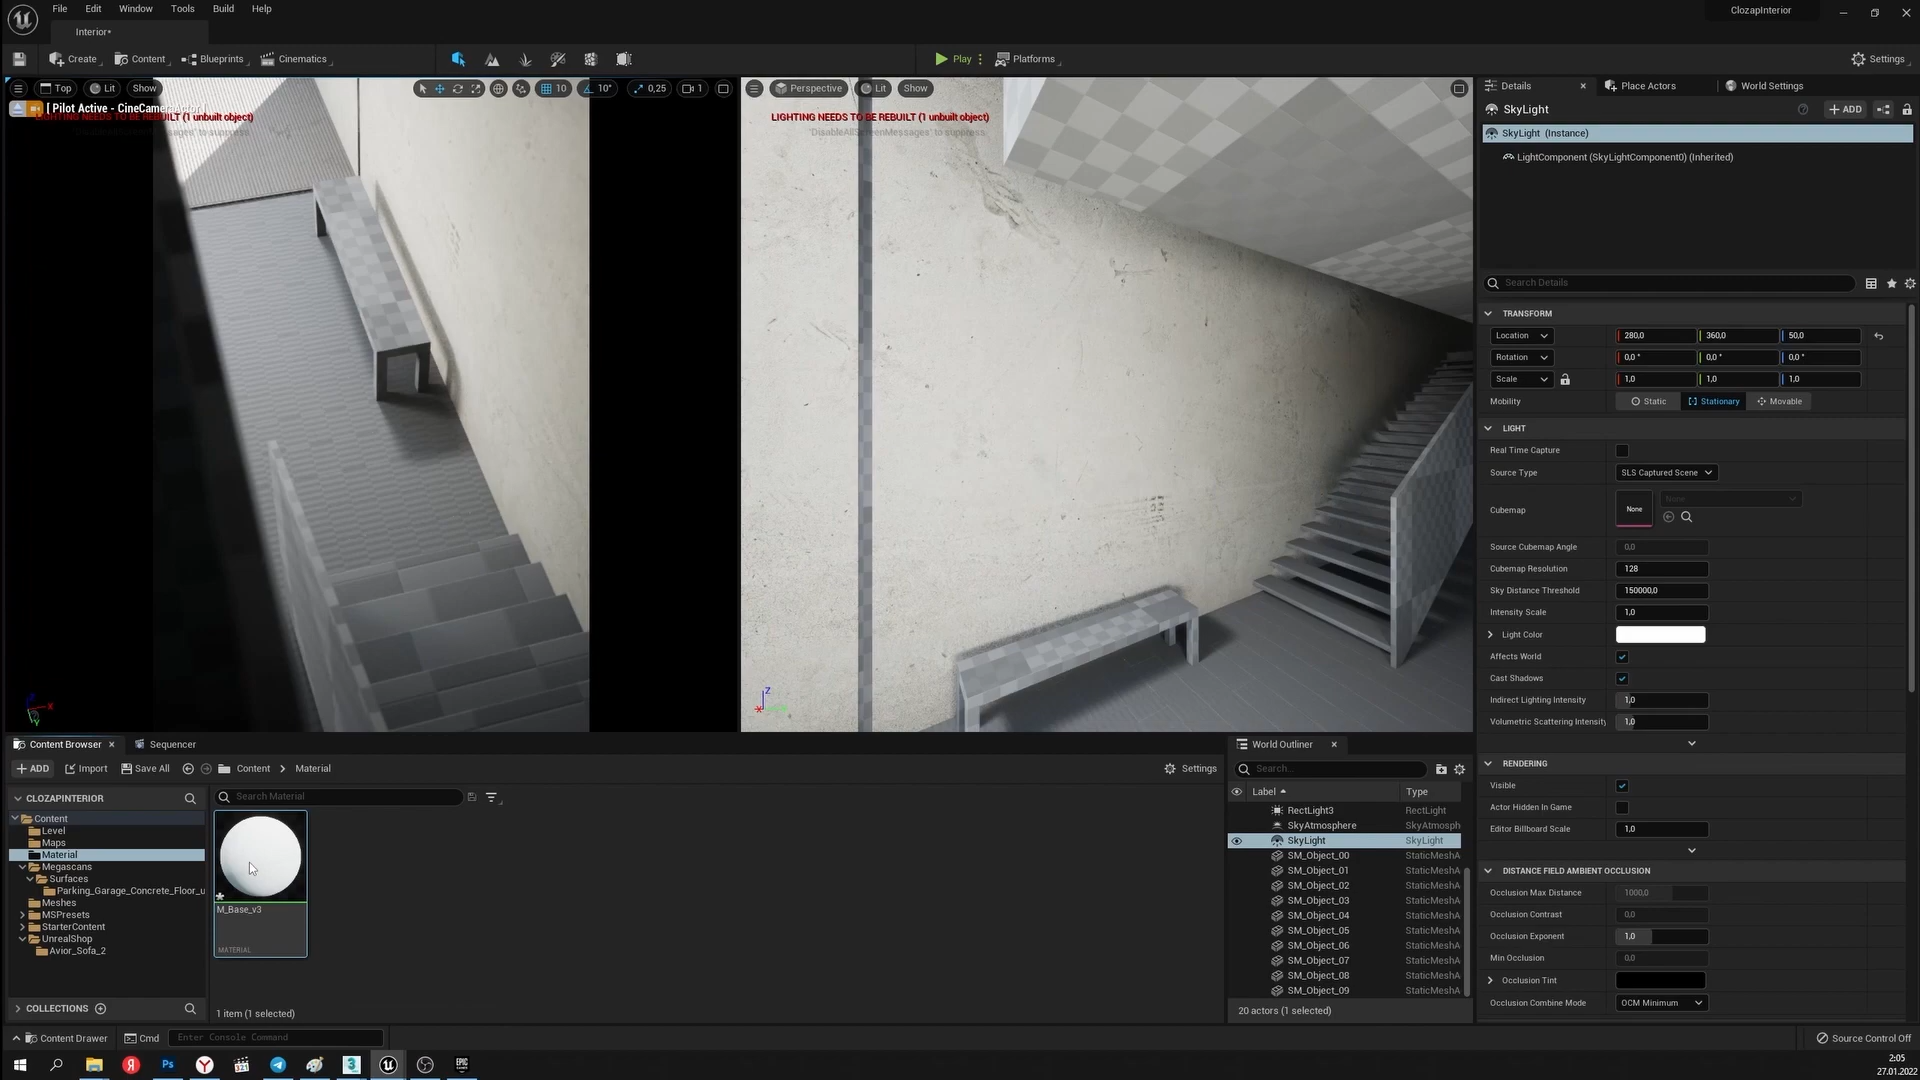 File Edit Window Tools Build Help
ClozapInterior
Interior*
Create Content Blueprints Cinematics Play Platforms Settings
Top Lit Show 10 10° 0,25 1
[ Pilot Active - CineCameraActor ]
LIGHTING NEEDS TO BE REBUILT (1 unbuilt object)
Perspective Lit Show
LIGHTING NEEDS TO BE REBUILT (1 unbuilt object)
'DisableAllScreenMessages' to suppress
Details Place Actors World Settings
SkyLight
ADD
SkyLight (Instance)
LightComponent (SkyLightComponent0) (Inherited)
Search Details
TRANSFORM
Location 280,0 360,0 50,0
Rotation 0,0 ° 0,0 ° 0,0 °
Scale 1,0 1,0 1,0
Mobility Static Stationary Movable
LIGHT
Real Time Capture
Source Type SLS Captured Scene
Cubemap None None
Source Cubemap Angle 0,0
Cubemap Resolution 128
Sky Distance Threshold 150000,0
Intensity Scale 1,0
Light Color
Affects World
Cast Shadows
Indirect Lighting Intensity 1,0
Volumetric Scattering Intensity 1,0
RENDERING
Visible
Actor Hidden In Game
Editor Billboard Scale 1,0
DISTANCE FIELD AMBIENT OCCLUSION
Occlusion Max Distance 1000,0
Occlusion Contrast 0,0
Occlusion Exponent 1,0
Min Occlusion 0,0
Occlusion Tint
Occlusion Combine Mode OCM Minimum
Content Browser Sequencer
ADD Import Save All Content Material Settings
CLOZAPINTERIOR
Search Material
Content
Level
Maps
Material
Megascans
Surfaces
Parking_Garage_Concrete_Floor_u
Meshes
MSPresets
StarterContent
UnrealShop
Avior_Sofa_2
COLLECTIONS
M_Base_v3
MATERIAL
1 item (1 selected)
World Outliner
Search...
Label Type
RectLight3 RectLight
SkyAtmosphere SkyAtmosph
SkyLight SkyLight
SM_Object_00 StaticMeshA
SM_Object_01 StaticMeshA
SM_Object_02 StaticMeshA
SM_Object_03 StaticMeshA
SM_Object_04 StaticMeshA
SM_Object_05 StaticMeshA
SM_Object_06 StaticMeshA
SM_Object_07 StaticMeshA
SM_Object_08 StaticMeshA
SM_Object_09 StaticMeshA
20 actors (1 selected)
Content Drawer Cmd Enter Console Command
Source Control Off
Я Ps Y 321 3 EPIC
2:05
27.01.2022